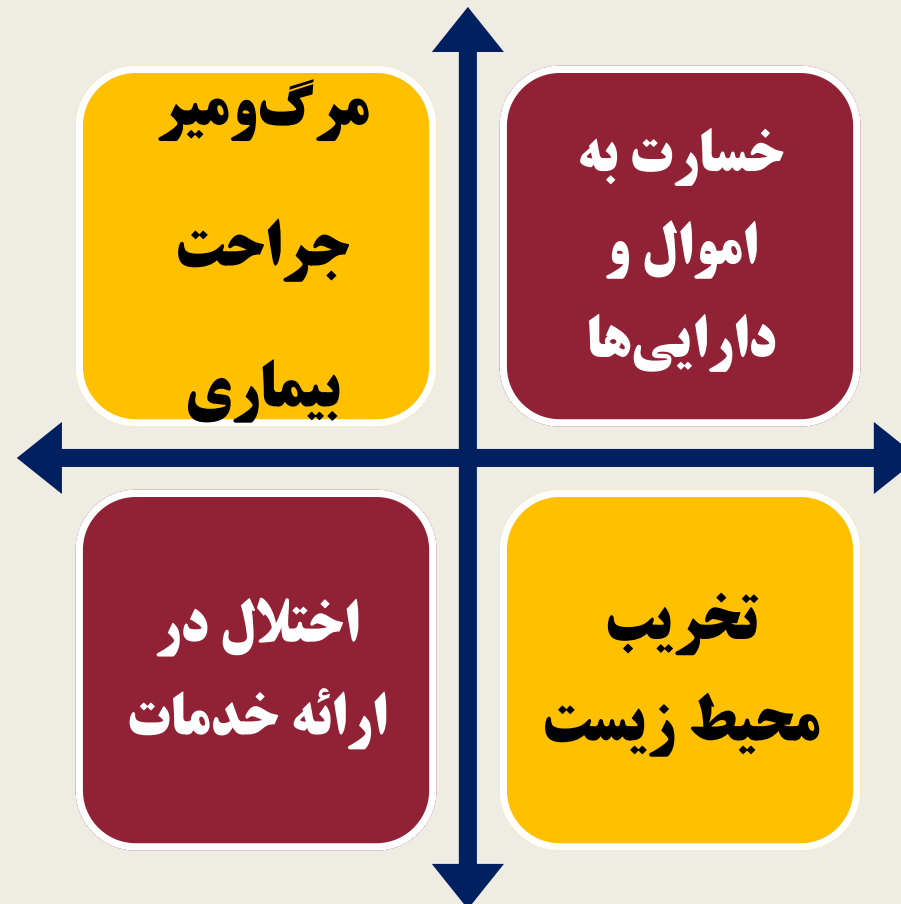 خسارت به
اموال و
دارایی‌ها
مرگ‌ومیر
جراحت
بیماری
تخریب
محیط زیست
اختلال در
ارائه خدمات